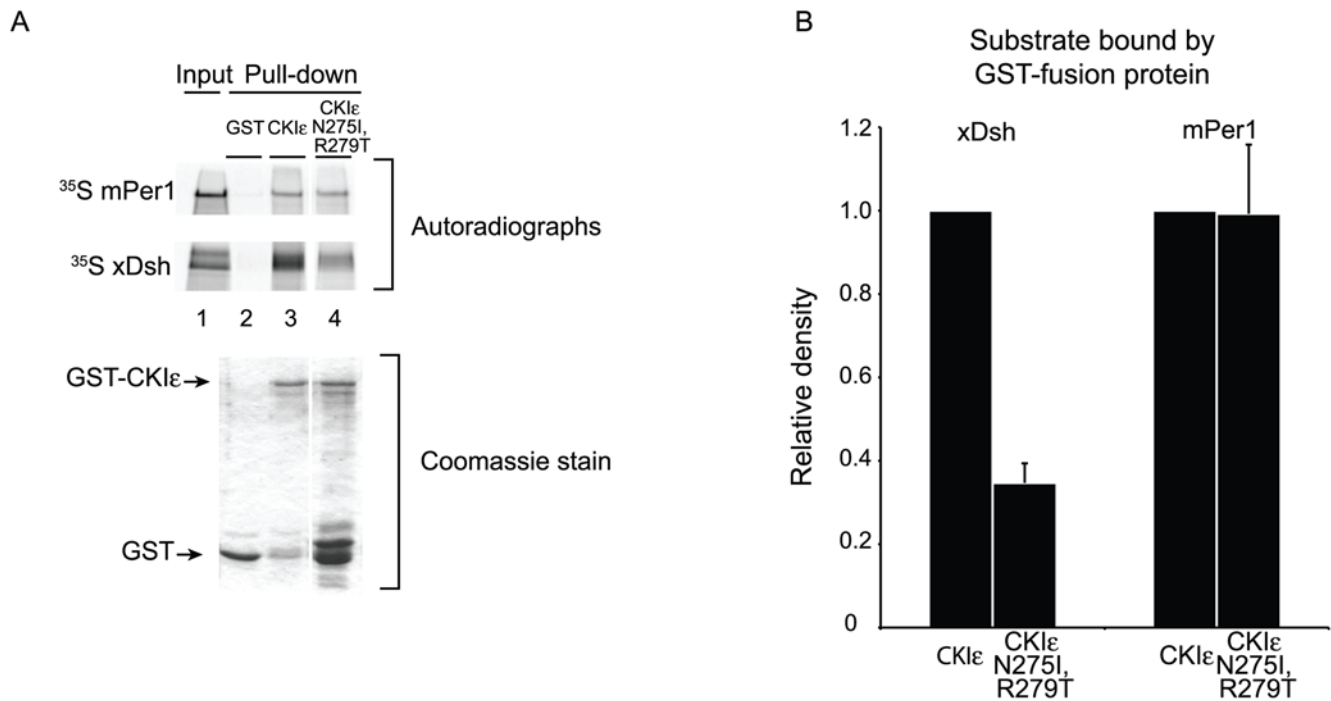 A
Input Pull-down
GST CKIε CKIε
N275I,
R279T
³⁵S mPer1
Autoradiographs
³⁵S xDsh
1 2 3 4
GST-CKIε
Coomassie stain
GST
B
Substrate bound by
GST-fusion protein
1.2
xDsh mPer1
1.0
0.8
0.6
0.4
0.2
0
Relative density
CKIε CKIε
N275I,
R279T
CKIε CKIε
N275I,
R279T